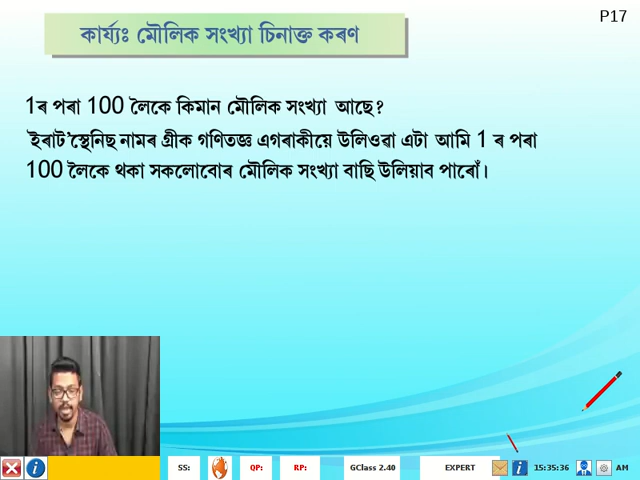 P17
কাৰ্য্যঃ মৌলিক সংখ্যা চিনাক্ত কৰণ
1ৰ পৰা 100 লৈকে কিমান মৌলিক সংখ্যা আছে?
ইৰাট'স্থেনিছ নামৰ গ্ৰীক গণিতজ্ঞ এগৰাকীয়ে উলিওৱা এটা আমি 1 ৰ পৰা
100 লৈকে থকা সকলোবোৰ মৌলিক সংখ্যা বাছি উলিয়াব পাৰোঁ।
SS: QP: RP: GClass 2.40 EXPERT 15:35:36 AM